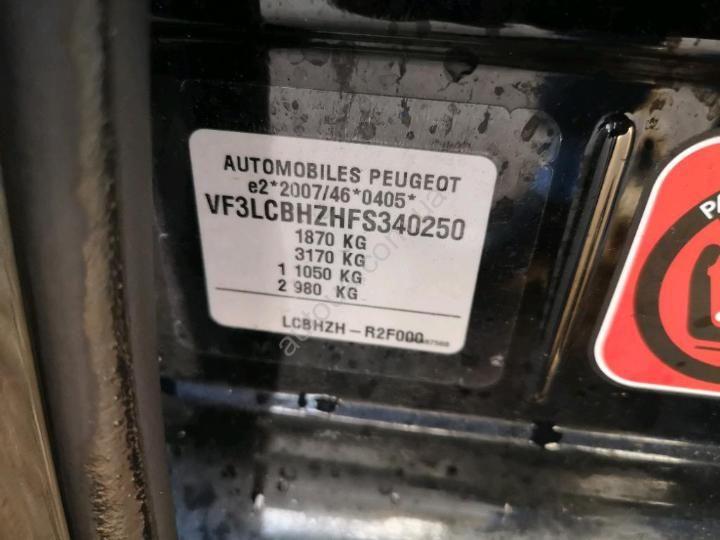 AUTOMOBILES PEUGEOT
e2*2007/46*0405*
VF3LCBHZHFS340250
1870 KG
3170 KG
1 1050 KG
2 980 KG
LCBHZH-R2F000
PA